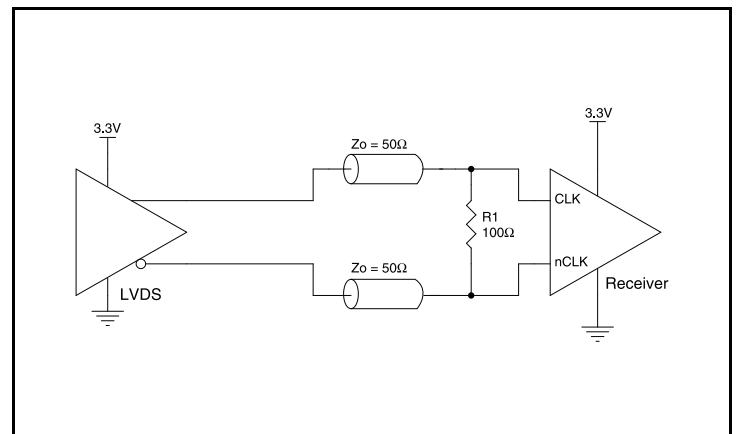 3.3V
3.3V
Zo = 50Ω
CLK
R1
100Ω
nCLK
Zo = 50Ω
Receiver
LVDS